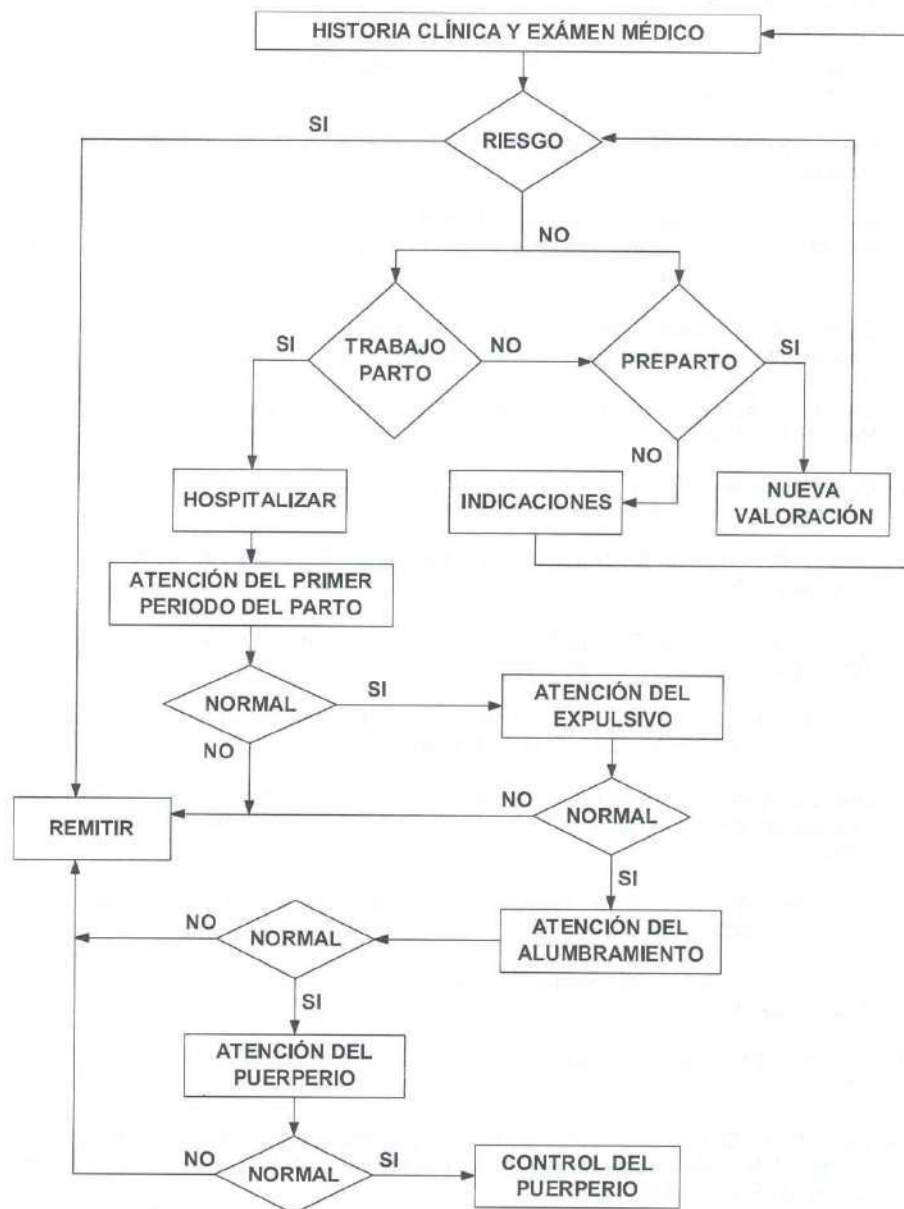 HISTORIA CLÍNICA Y EXÁMEN MÉDICO
SI
RIESGO
NO
SI
TRABAJO
PARTO
NO
PREPARTO
SI
NO
HOSPITALIZAR
INDICACIONES
NUEVA
VALORACIÓN
ATENCIÓN DEL PRIMER
PERIODO DEL PARTO
NORMAL
SI
ATENCIÓN DEL
EXPULSIVO
NO
REMITIR
NO
NORMAL
SI
NO
NORMAL
ATENCIÓN DEL
ALUMBRAMIENTO
SI
ATENCIÓN DEL
PUERPERIO
NO
NORMAL
SI
CONTROL DEL
PUERPERIO